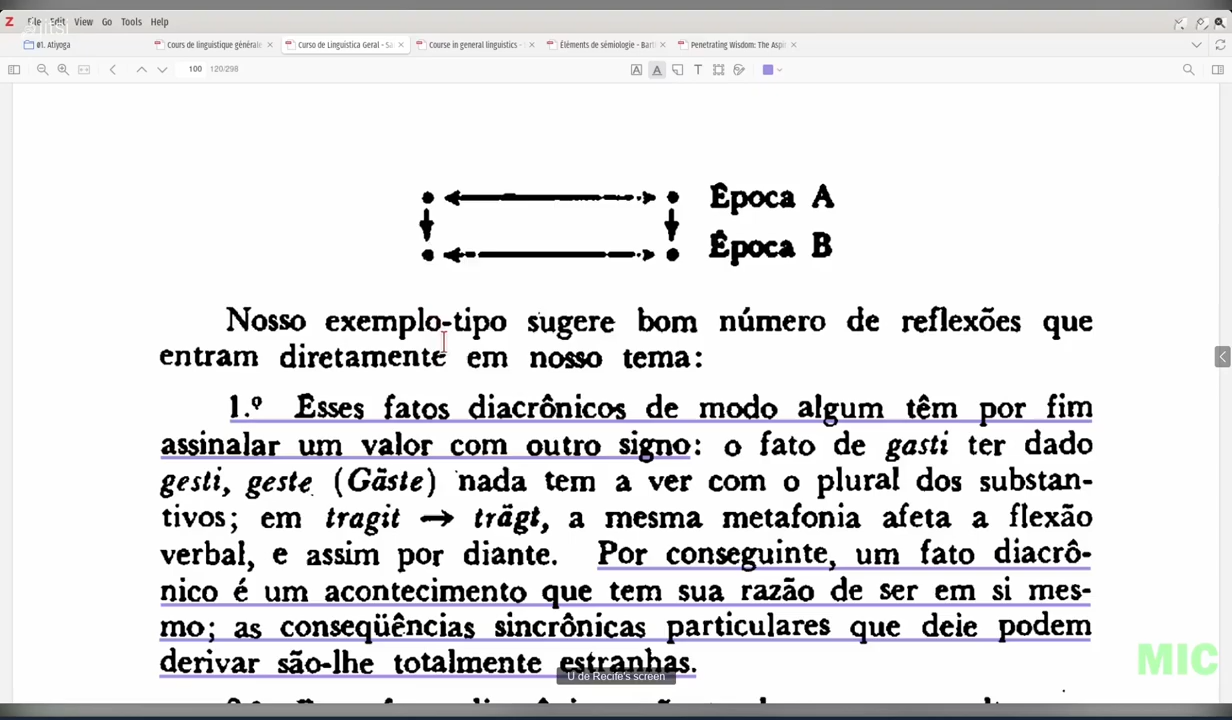 File Edit View Go Tools Help
01. Atiyoga
Cours de linguistique générale
Curso de Linguística Geral - Sa
Course in general linguistics -
Éléments de sémiologie - Bart
Penetrating Wisdom: The Aspi
100 120/298
Época A
Época B
Nosso exemplo-tipo sugere bom número de reflexões que
entram diretamente em nosso tema:
1.º Esses fatos diacrônicos de modo algum têm por fim
assinalar um valor com outro signo: o fato de gasti ter dado
gesti, geste (Gäste) nada tem a ver com o plural dos substan-
tivos; em tragit → trägt, a mesma metafonia afeta a flexão
verbal, e assim por diante. Por conseguinte, um fato diacrô-
nico é um acontecimento que tem sua razão de ser em si mes-
mo; as conseqüências sincrônicas particulares que deie podem
derivar são-lhe totalmente estranhas.
U de Recife's screen
MIC